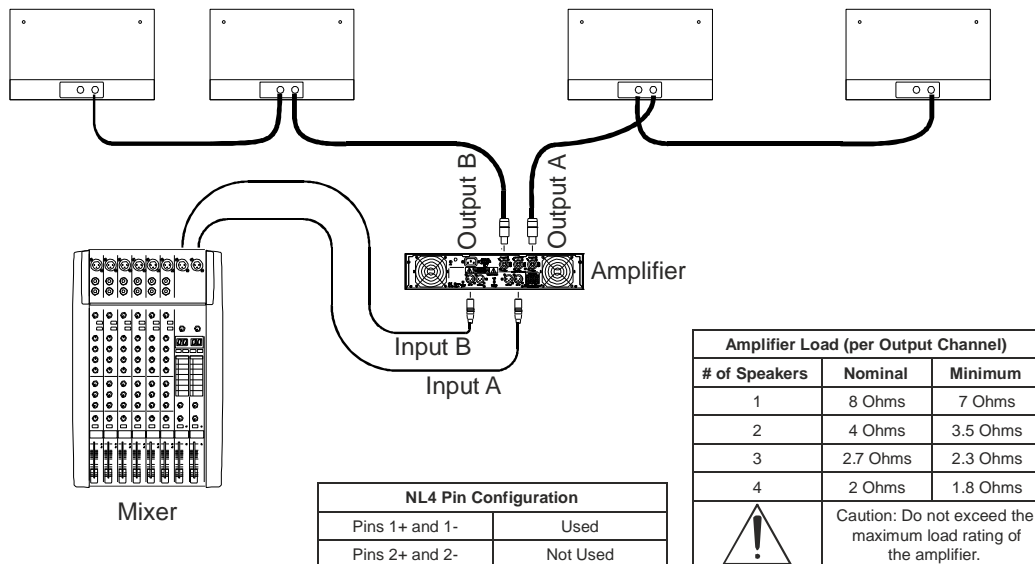 Output B
Output A
Amplifier
Input B
Input A
Mixer
Amplifier Load (per Output Channel)
# of Speakers Nominal Minimum
1 8 Ohms 7 Ohms
2 4 Ohms 3.5 Ohms
3 2.7 Ohms 2.3 Ohms
4 2 Ohms 1.8 Ohms
Caution: Do not exceed the
maximum load rating of
the amplifier.
NL4 Pin Configuration
Pins 1+ and 1- Used
Pins 2+ and 2- Not Used